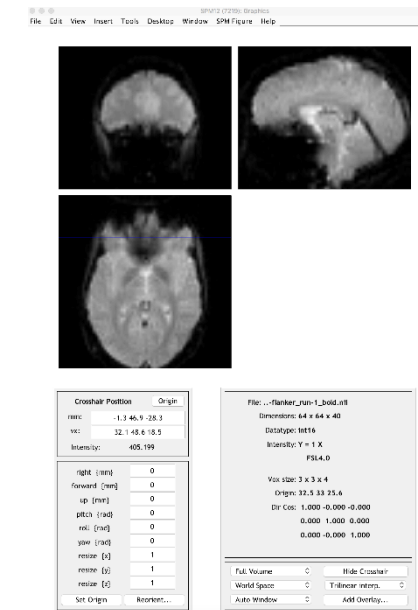 SPM12 (7219): Graphics
File Edit View Insert Tools Desktop Window SPM Figure Help
Crosshair Position Origin
mm: -1.3 46.9 -28.3
vx: 32.1 48.6 18.5
Intensity: 405.199
right {mm} 0
forward {mm} 0
up {mm} 0
pitch {rad} 0
roll {rad} 0
yaw {rad} 0
resize {x} 1
resize {y} 1
resize {z} 1
Set Origin Reorient...
File: ..-flanker_run-1_bold.nii
Dimensions: 64 x 64 x 40
Datatype: int16
Intensity: Y = 1 X
FSL4.0
Vox size: 3 x 3 x 4
Origin: 32.5 33 25.6
Dir Cos: 1.000 -0.000 -0.000
0.000 1.000 0.000
0.000 -0.000 1.000
Full Volume Hide Crosshair
World Space Trilinear interp.
Auto Window Add Overlay...